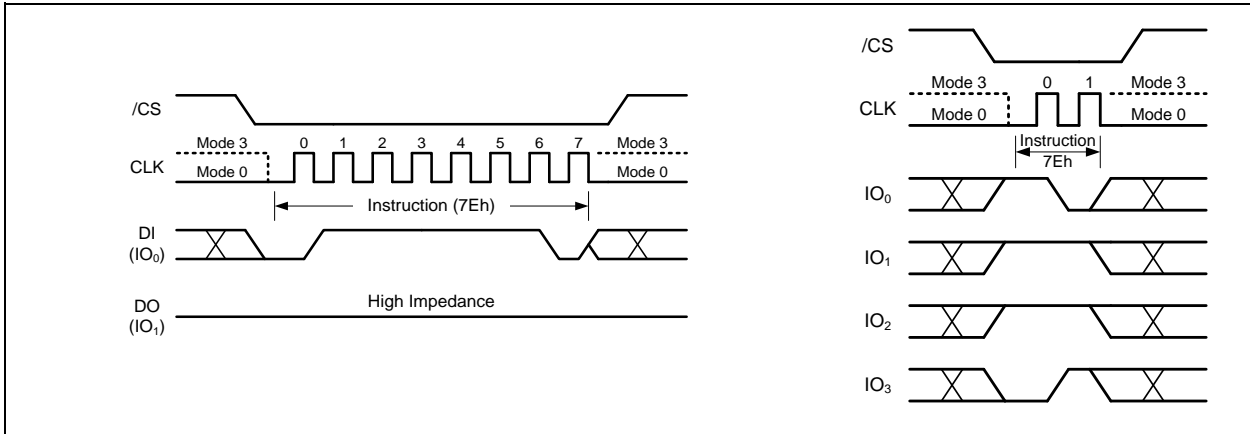 /CS
Mode 3 0 1 2 3 4 5 6 7 Mode 3
CLK
Mode 0 Mode 0
Instruction (7Eh)
DI
(IO₀)
High Impedance
DO
(IO₁)
/CS
Mode 3 0 1 Mode 3
CLK
Mode 0 Mode 0
Instruction
7Eh
IO₀
IO₁
IO₂
IO₃